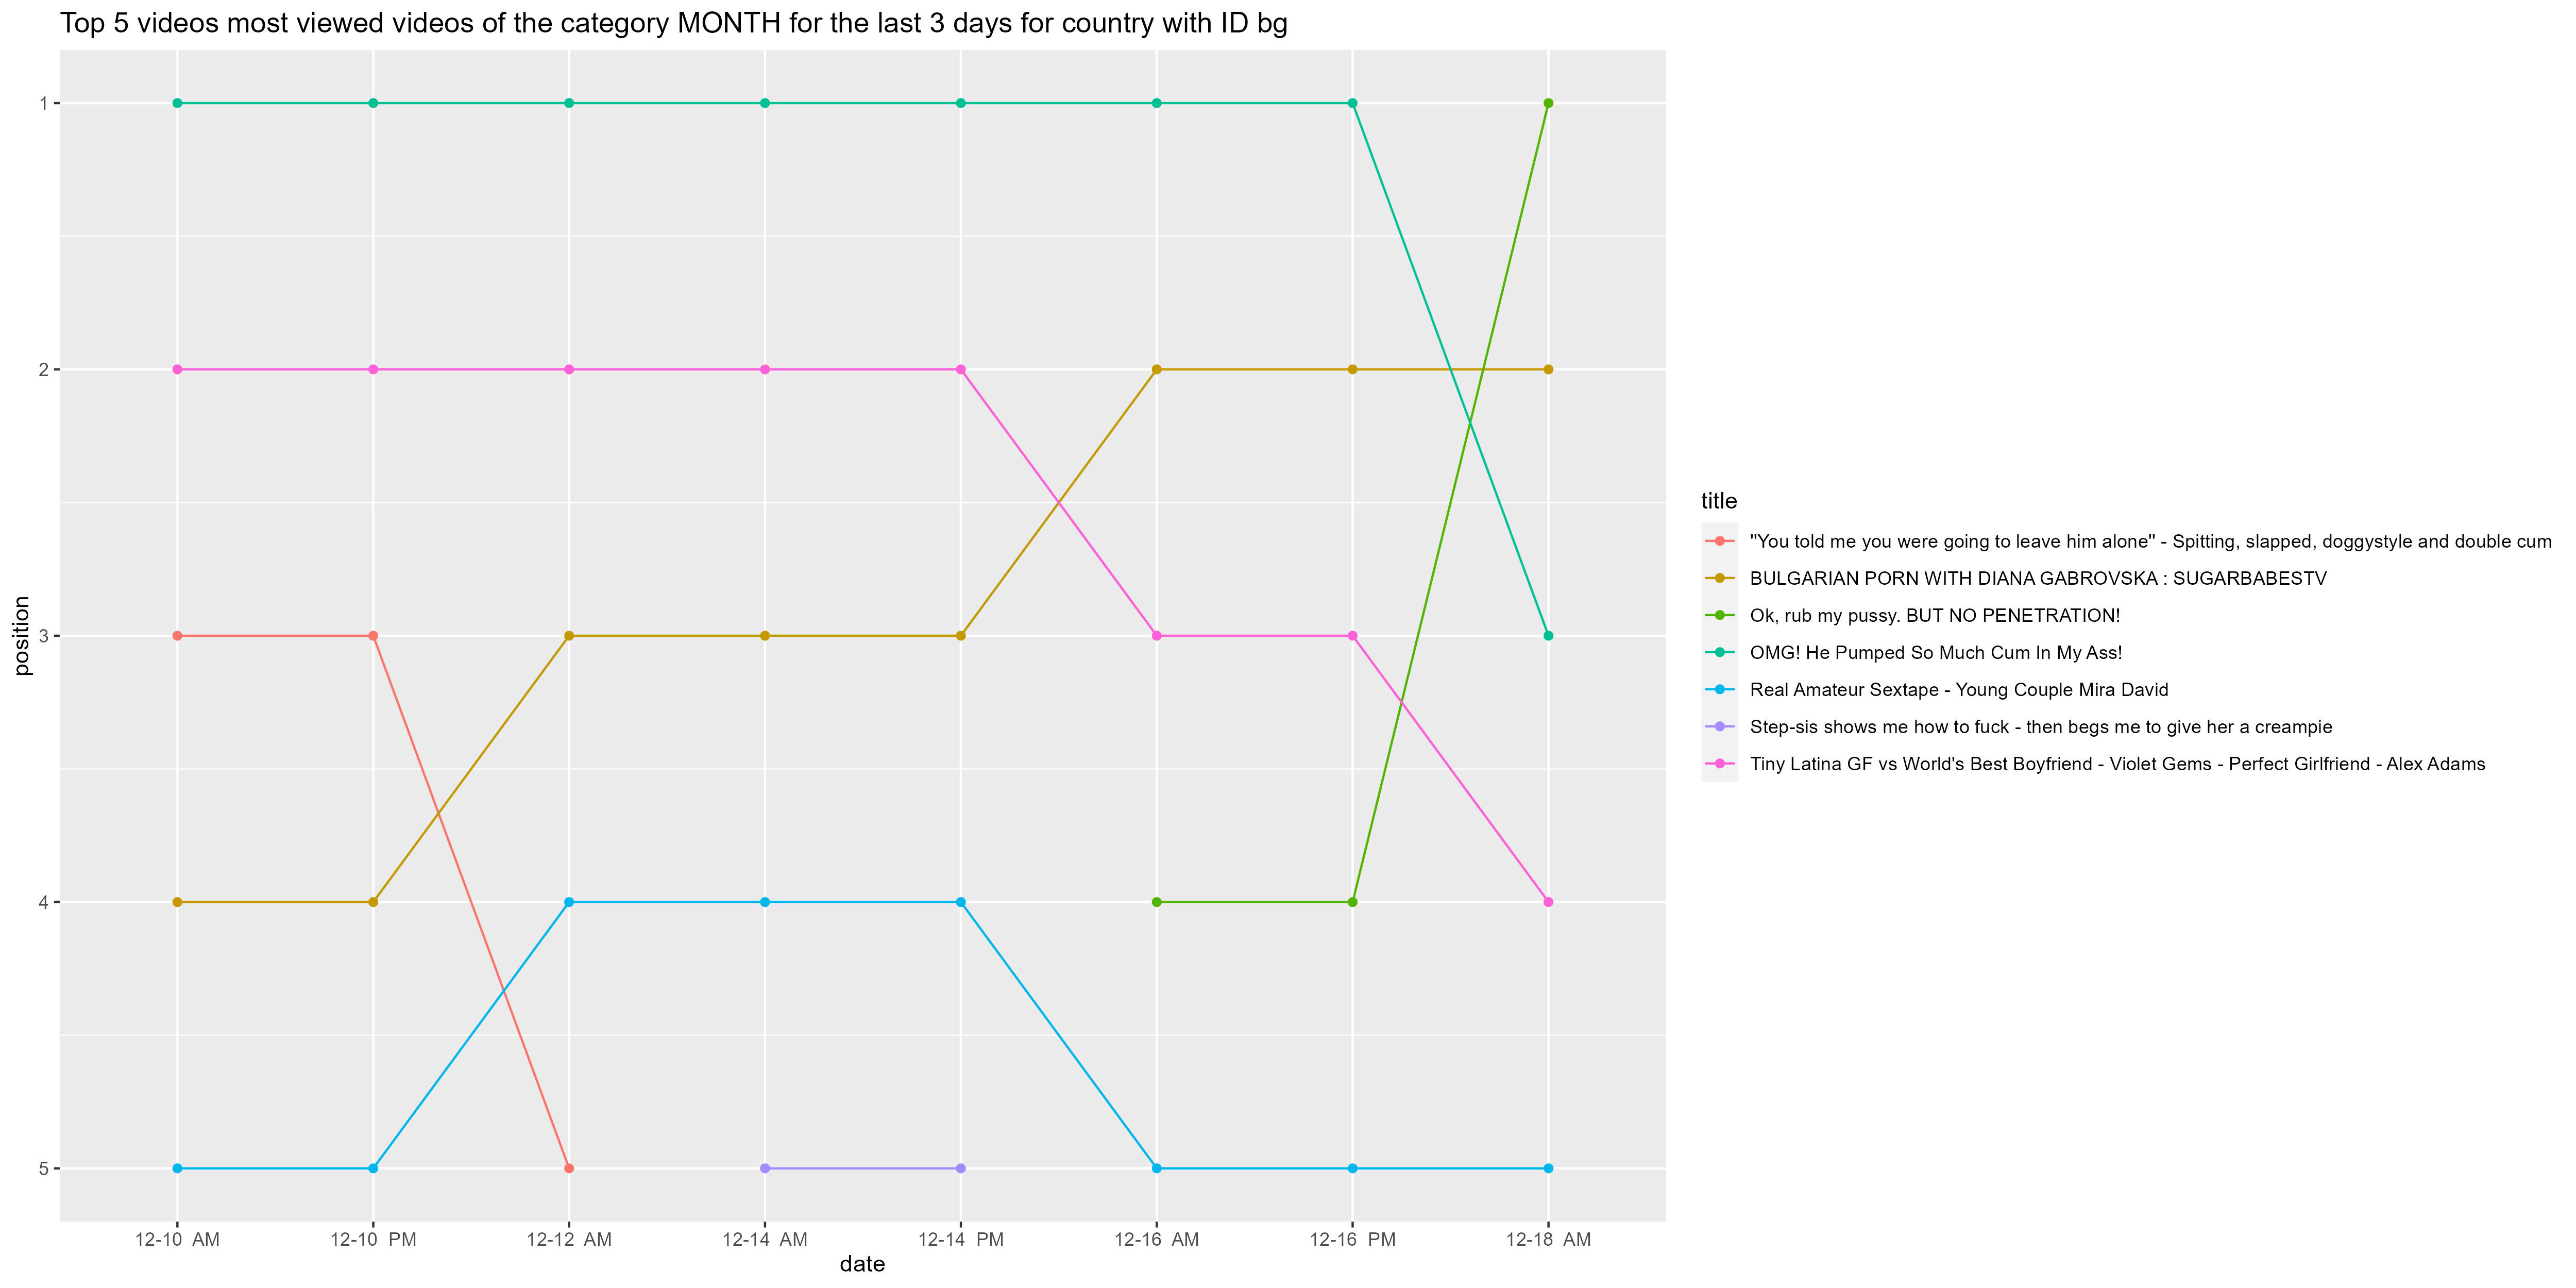 Top 5 videos most viewed videos of the category MONTH for the last 3 days for country with ID bg
position
1
2
3
4
5
12-10 AM
12-10 PM
12-12 AM
12-14 AM
12-14 PM
12-16 AM
12-16 PM
12-18 AM
date
title
"You told me you were going to leave him alone" - Spitting, slapped, doggystyle and double cum
BULGARIAN PORN WITH DIANA GABROVSKA : SUGARBABESTV
Ok, rub my pussy. BUT NO PENETRATION!
OMG! He Pumped So Much Cum In My Ass!
Real Amateur Sextape - Young Couple Mira David
Step-sis shows me how to fuck - then begs me to give her a creampie
Tiny Latina GF vs World's Best Boyfriend - Violet Gems - Perfect Girlfriend - Alex Adams